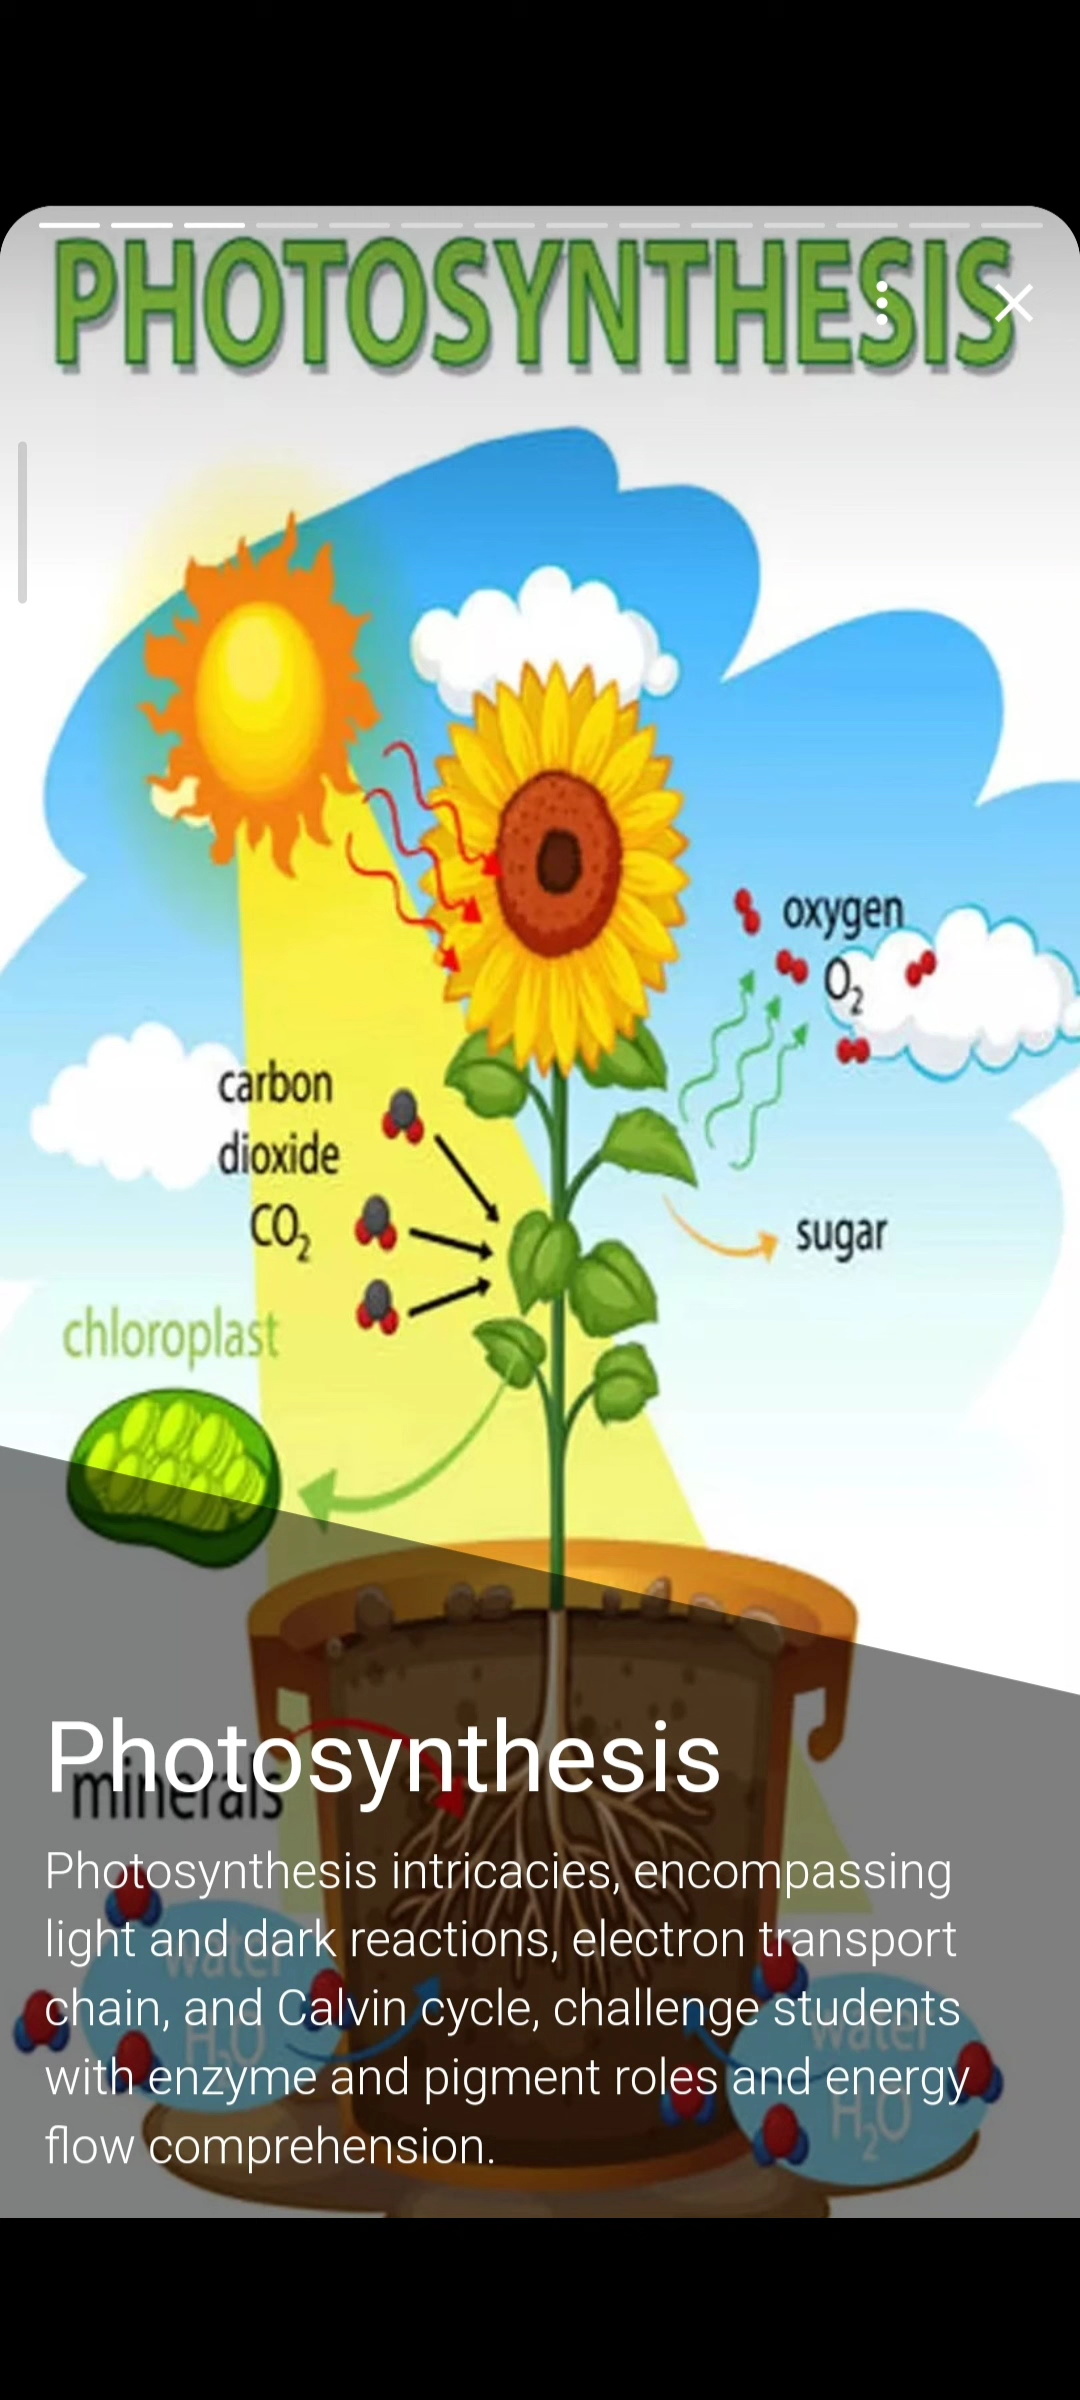 PHOTOSYNTHESIS
oxygen
O₂
carbon
dioxide
CO₂
sugar
chloroplast
Photosynthesis
minerals
Photosynthesis intricacies, encompassing
light and dark reactions, electron transport
chain, and Calvin cycle, challenge students
with enzyme and pigment roles and energy
flow comprehension.
water
H₂O
water
H₂O